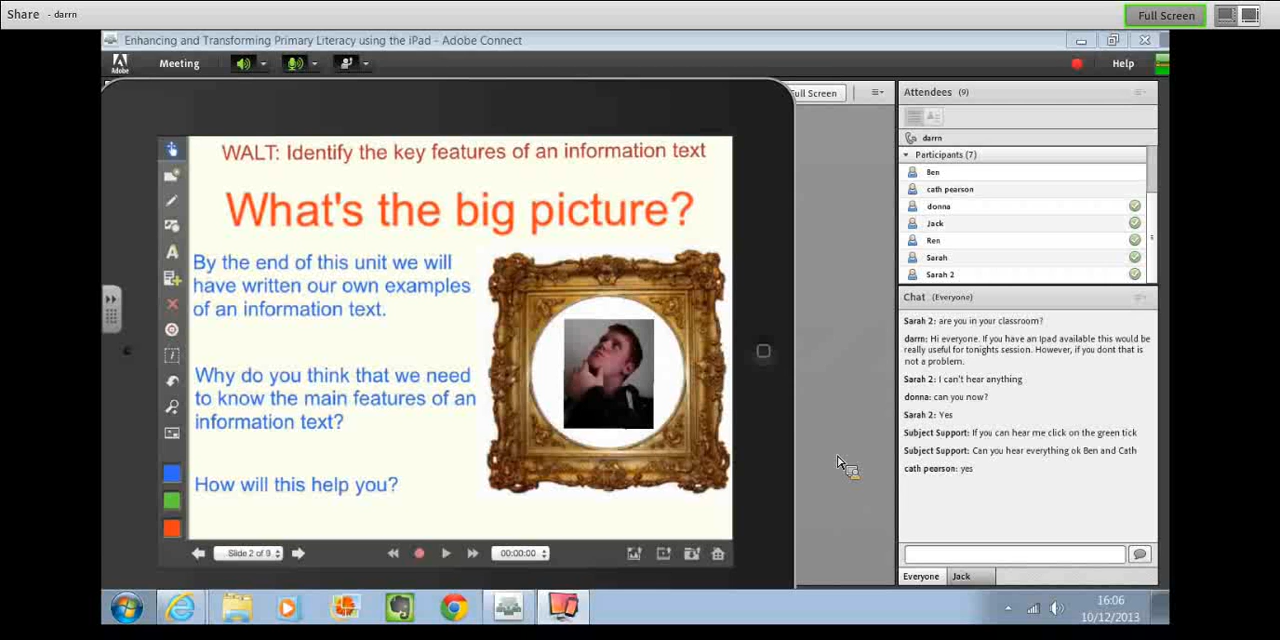 Share - darrn
Full Screen
Enhancing and Transforming Primary Literacy using the iPad - Adobe Connect
Adobe
Meeting
Help
Full Screen
WALT: Identify the key features of an information text
What's the big picture?
By the end of this unit we will
have written our own examples
of an information text.
Why do you think that we need
to know the main features of an
information text?
How will this help you?
Slide 2 of 9
00:00:00
Attendees (9)
darrn
Participants (7)
Ben
cath pearson
donna
Jack
Ren
Sarah
Sarah 2
Chat (Everyone)
Sarah 2: are you in your classroom?
darrn: Hi everyone. If you have an Ipad available this would be
really useful for tonights session. However, if you dont that is
not a problem.
Sarah 2: I can't hear anything
donna: can you now?
Sarah 2: Yes
Subject Support: If you can hear me click on the green tick
Subject Support: Can you hear everything ok Ben and Cath
cath pearson: yes
Everyone
Jack
16:06
10/12/2013